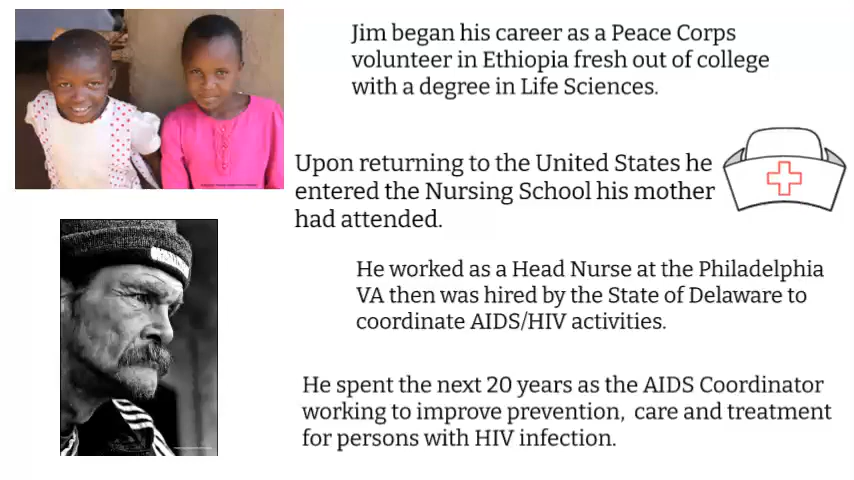 Jim began his career as a Peace Corps
volunteer in Ethiopia fresh out of college
with a degree in Life Sciences.
Upon returning to the United States he
entered the Nursing School his mother
had attended.
He worked as a Head Nurse at the Philadelphia
VA then was hired by the State of Delaware to
coordinate AIDS/HIV activities.
He spent the next 20 years as the AIDS Coordinator
working to improve prevention, care and treatment
for persons with HIV infection.